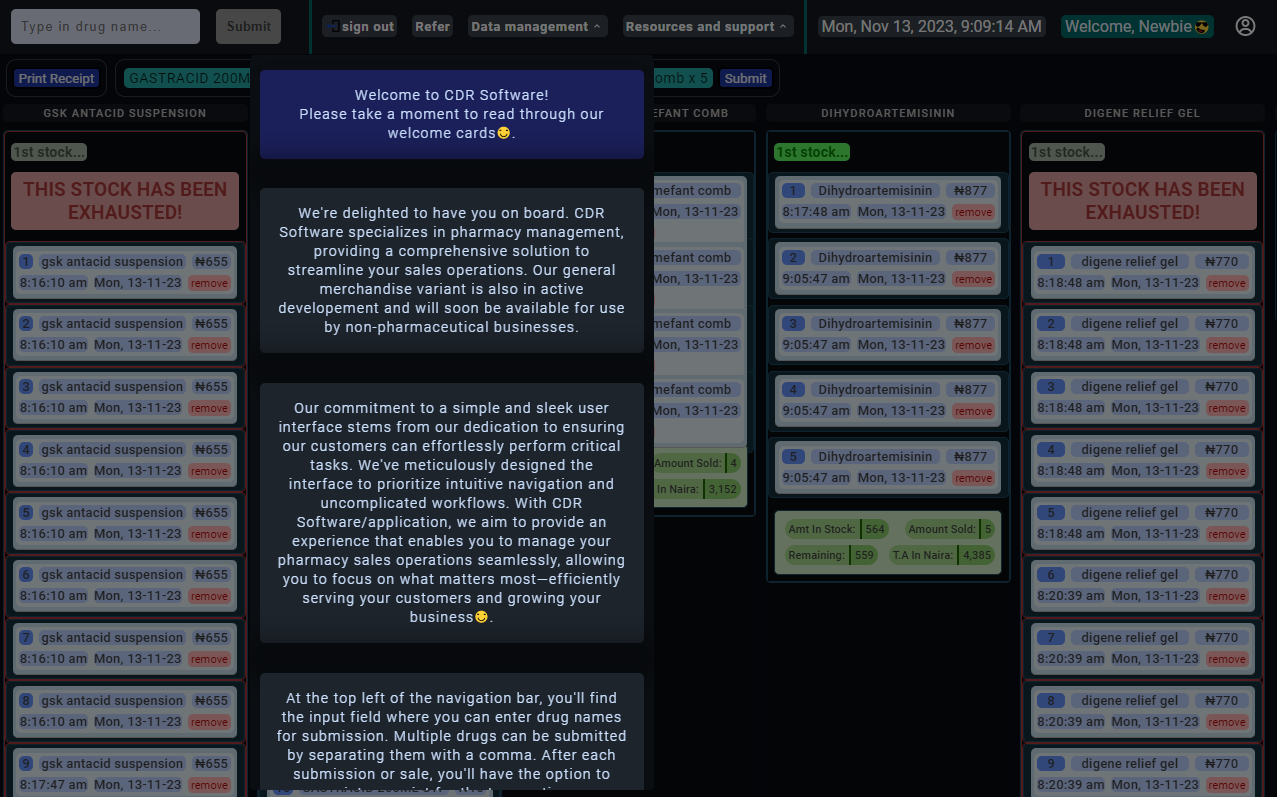 Type in drug name...
Submit
sign out
Refer
Data management
Resources and support
Mon, Nov 13, 2023, 9:09:14 AM
Welcome, Newbie😎
Print Receipt
GASTRACID 200M
omb x 5
Submit
GSK ANTACID SUSPENSION
1st stock...
THIS STOCK HAS BEEN
EXHAUSTED!
1 gsk antacid suspension ₦655
8:16:10 am Mon, 13-11-23 remove
2 gsk antacid suspension ₦655
8:16:10 am Mon, 13-11-23 remove
3 gsk antacid suspension ₦655
8:16:10 am Mon, 13-11-23 remove
4 gsk antacid suspension ₦655
8:16:10 am Mon, 13-11-23 remove
5 gsk antacid suspension ₦655
8:16:10 am Mon, 13-11-23 remove
6 gsk antacid suspension ₦655
8:16:10 am Mon, 13-11-23 remove
7 gsk antacid suspension ₦655
8:16:10 am Mon, 13-11-23 remove
8 gsk antacid suspension ₦655
8:16:10 am Mon, 13-11-23 remove
9 gsk antacid suspension ₦655
8:17:47 am Mon, 13-11-23 remove
Welcome to CDR Software!
Please take a moment to read through our
welcome cards😊.
We're delighted to have you on board. CDR
Software specializes in pharmacy management,
providing a comprehensive solution to
streamline your sales operations. Our general
merchandise variant is also in active
developement and will soon be available for use
by non-pharmaceutical businesses.
Our commitment to a simple and sleek user
interface stems from our dedication to ensuring
our customers can effortlessly perform critical
tasks. We've meticulously designed the
interface to prioritize intuitive navigation and
uncomplicated workflows. With CDR
Software/application, we aim to provide an
experience that enables you to manage your
pharmacy sales operations seamlessly, allowing
you to focus on what matters most—efficiently
serving your customers and growing your
business😊.
At the top left of the navigation bar, you'll find
the input field where you can enter drug names
for submission. Multiple drugs can be submitted
by separating them with a comma. After each
submission or sale, you'll have the option to
EFANT COMB
mefant comb
Mon, 13-11-23
mefant comb
Mon, 13-11-23
mefant comb
Mon, 13-11-23
mefant comb
Mon, 13-11-23
Amount Sold: 4
In Naira: 3,152
DIHYDROARTEMISININ
1st stock...
1 Dihydroartemisinin ₦877
8:17:48 am Mon, 13-11-23 remove
2 Dihydroartemisinin ₦877
9:05:47 am Mon, 13-11-23 remove
3 Dihydroartemisinin ₦877
9:05:47 am Mon, 13-11-23 remove
4 Dihydroartemisinin ₦877
9:05:47 am Mon, 13-11-23 remove
5 Dihydroartemisinin ₦877
9:05:47 am Mon, 13-11-23 remove
Amt In Stock: 564 Amount Sold: 5
Remaining: 559 T.A In Naira: 4,385
DIGENE RELIEF GEL
1st stock...
THIS STOCK HAS BEEN
EXHAUSTED!
1 digene relief gel ₦770
8:18:48 am Mon, 13-11-23 remove
2 digene relief gel ₦770
8:18:48 am Mon, 13-11-23 remove
3 digene relief gel ₦770
8:18:48 am Mon, 13-11-23 remove
4 digene relief gel ₦770
8:18:48 am Mon, 13-11-23 remove
5 digene relief gel ₦770
8:18:48 am Mon, 13-11-23 remove
6 digene relief gel ₦770
8:20:39 am Mon, 13-11-23 remove
7 digene relief gel ₦770
8:20:39 am Mon, 13-11-23 remove
8 digene relief gel ₦770
8:20:39 am Mon, 13-11-23 remove
9 digene relief gel ₦770
8:20:39 am Mon, 13-11-23 remove